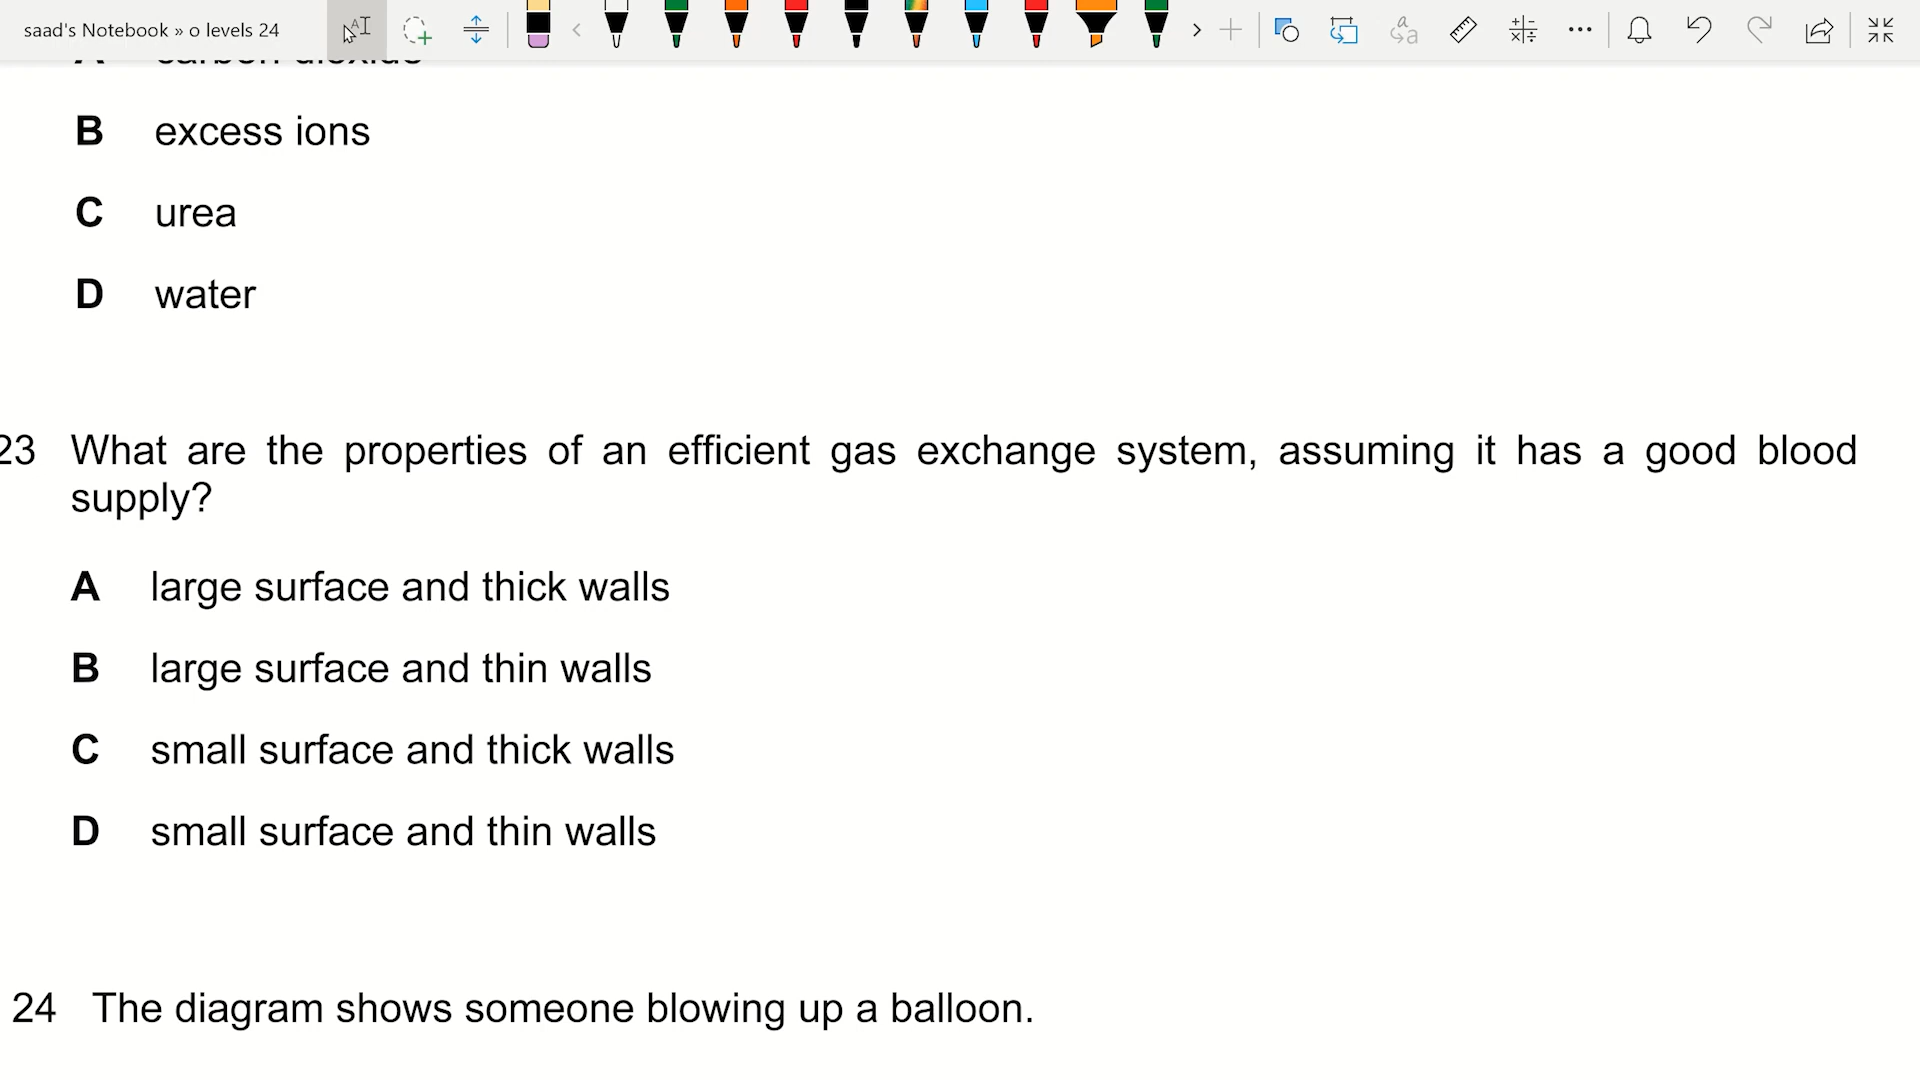 saad's Notebook » o levels 24
A carbon dioxide
B excess ions
C urea
D water
23 What are the properties of an efficient gas exchange system, assuming it has a good blood
supply?
A large surface and thick walls
B large surface and thin walls
C small surface and thick walls
D small surface and thin walls
24 The diagram shows someone blowing up a balloon.